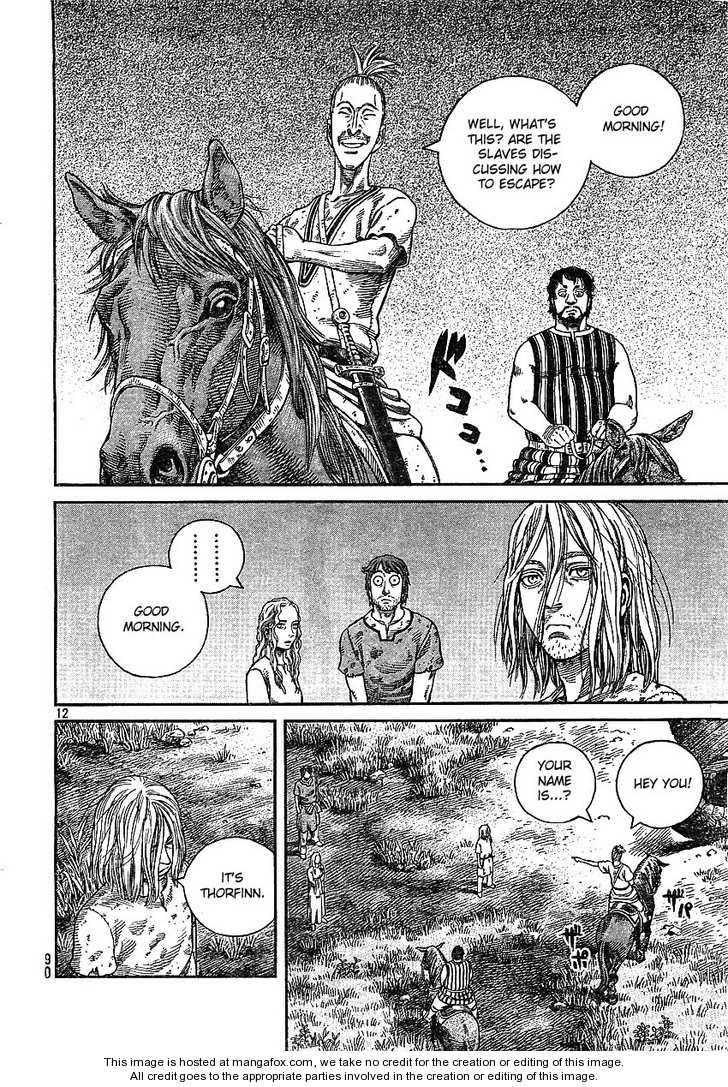 GOOD
MORNING!
WELL, WHAT'S
THIS? ARE THE
SLAVES DIS-
CUSSING HOW
TO ESCAPE?
ドココ…
GOOD
MORNING.
12
HEY YOU!
YOUR
NAME
IS...?
IT'S
THORFINN.
90
This image is hosted at mangafox.com, we take no credit for the creation or editing of this image.
All credit goes to the appropriate parties involved in the creation or editing of this image.